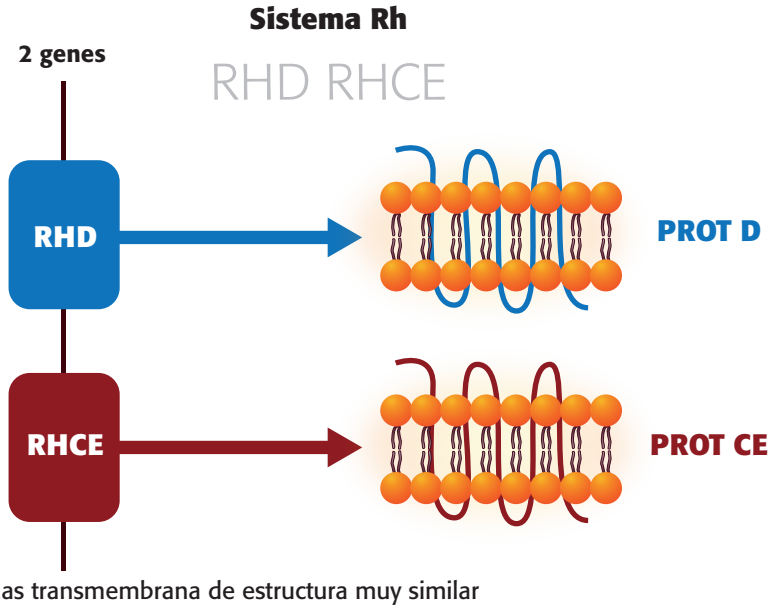 Sistema Rh
2 genes
RHD RHCE
RHD
PROT D
RHCE
PROT CE
as transmembrana de estructura muy similar